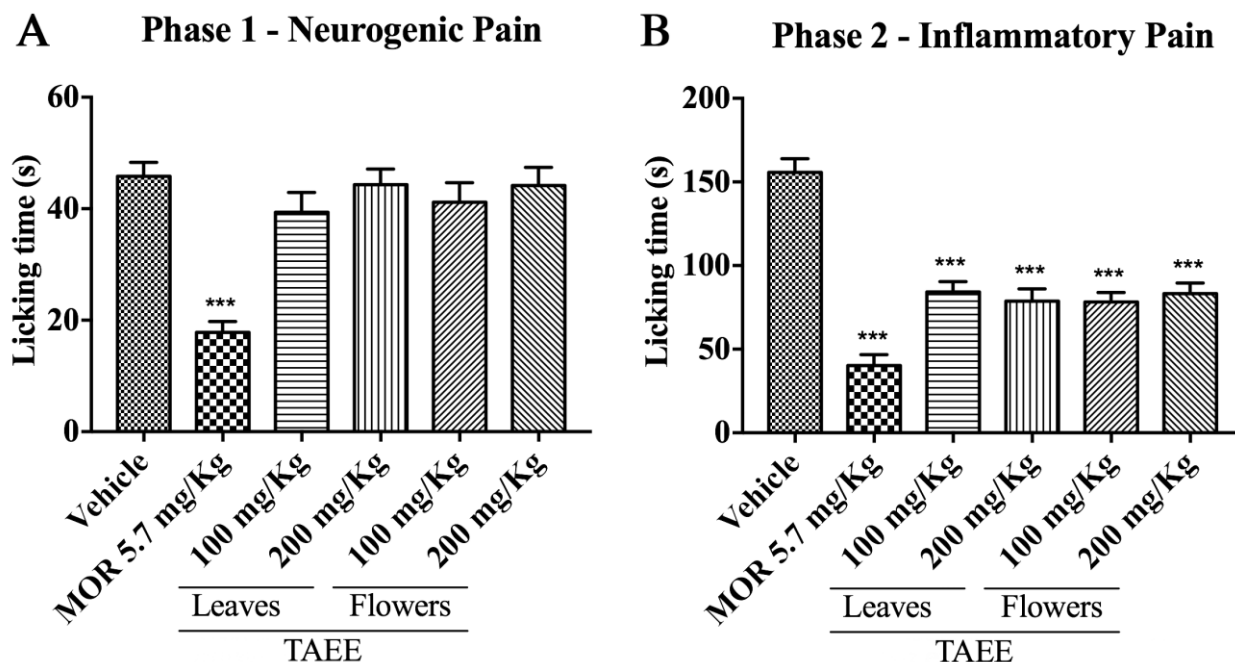 A
Phase 1 - Neurogenic Pain
Licking time (s)
60
40
20
0
***
Vehicle
MOR 5.7 mg/Kg
100 mg/Kg
200 mg/Kg
100 mg/Kg
200 mg/Kg
Leaves
Flowers
TAEE
B
Phase 2 - Inflammatory Pain
Licking time (s)
200
150
100
50
0
***
***
***
***
***
Vehicle
MOR 5.7 mg/Kg
100 mg/Kg
200 mg/Kg
100 mg/Kg
200 mg/Kg
Leaves
Flowers
TAEE